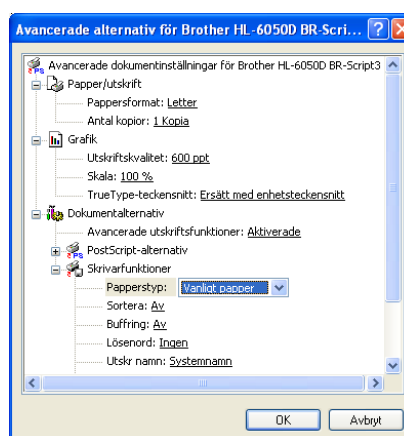 Avancerade alternativ för Brother HL-6050D BR-Scri...
Avancerade dokumentinställningar för Brother HL-6050D BR-Script3
Papper/utskrift
Pappersformat: Letter
Antal kopior: 1 Kopia
Grafik
Utskriftskvalitet: 600 ppt
Skala: 100 %
TrueType-teckensnitt: Ersätt med enhetsteckensnitt
Dokumentalternativ
Avancerade utskriftsfunktioner: Aktiverade
PostScript-alternativ
Skrivarfunktioner
Papperstyp: Vanligt papper
Sortera: Av
Buffring: Av
Lösenord: Ingen
Utskr namn: Systemnamn
OK Avbryt